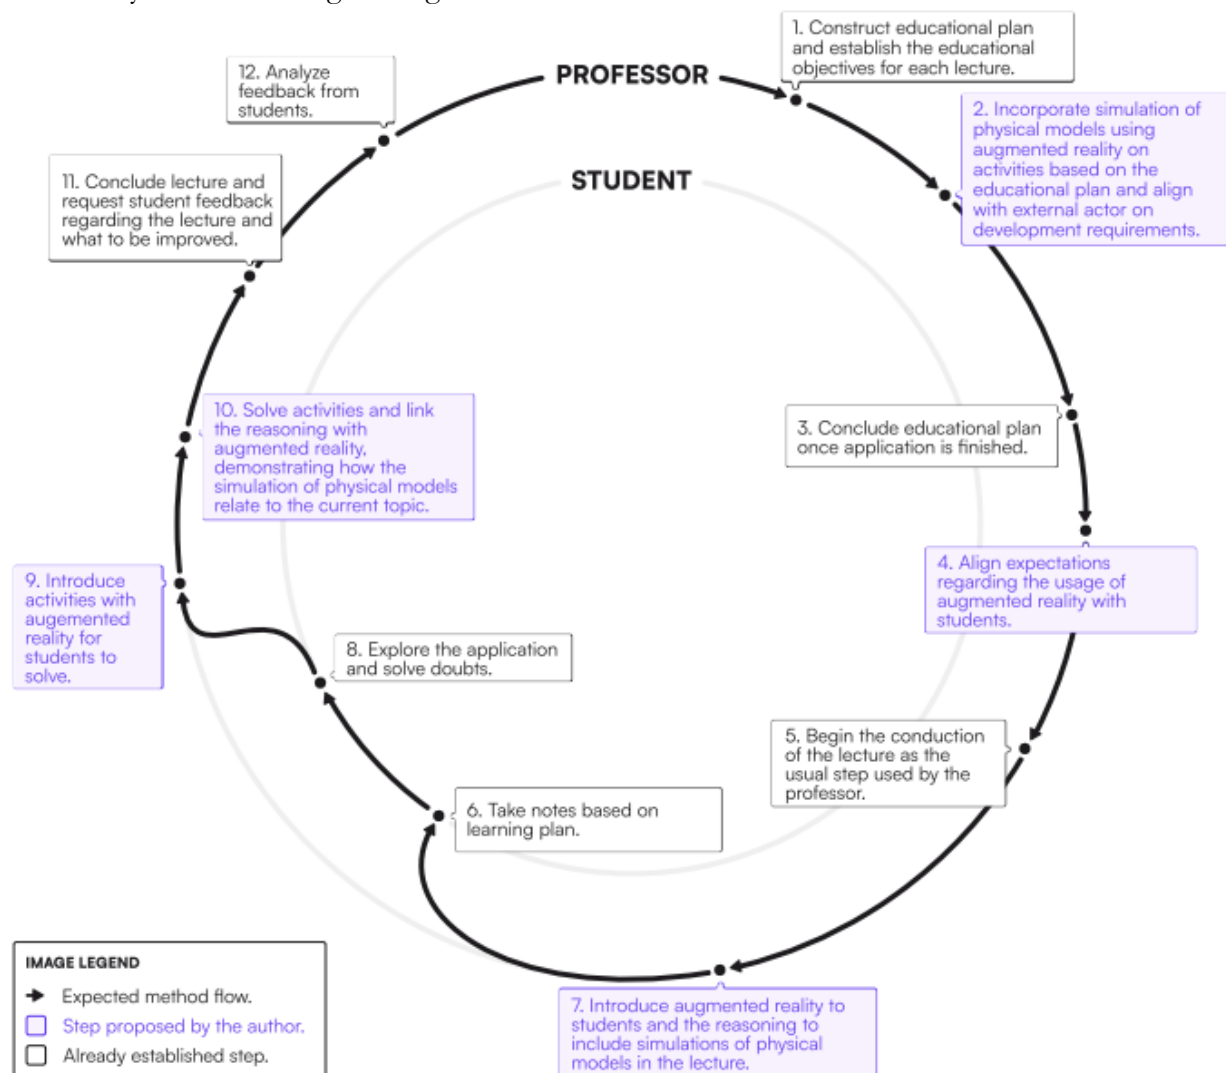 PROFESSOR
STUDENT
1. Construct educational plan
and establish the educational
objectives for each lecture.
2. Incorporate simulation of
physical models using
augmented reality on
activities based on the
educational plan and align
with external actor on
development requirements.
3. Conclude educational plan
once application is finished.
4. Align expectations
regarding the usage of
augmented reality with
students.
5. Begin the conduction
of the lecture as the
usual step used by the
professor.
6. Take notes based on
learning plan.
7. Introduce augmented reality to
students and the reasoning to
include simulations of physical
models in the lecture.
8. Explore the application
and solve doubts.
9. Introduce
activities with
augemented
reality for
students to
solve.
10. Solve activities and link
the reasoning with
augmented reality,
demonstrating how the
simulation of physical models
relate to the current topic.
11. Conclude lecture and
request student feedback
regarding the lecture and
what to be improved.
12. Analyze
feedback from
students.
IMAGE LEGEND
Expected method flow.
Step proposed by the author.
Already established step.